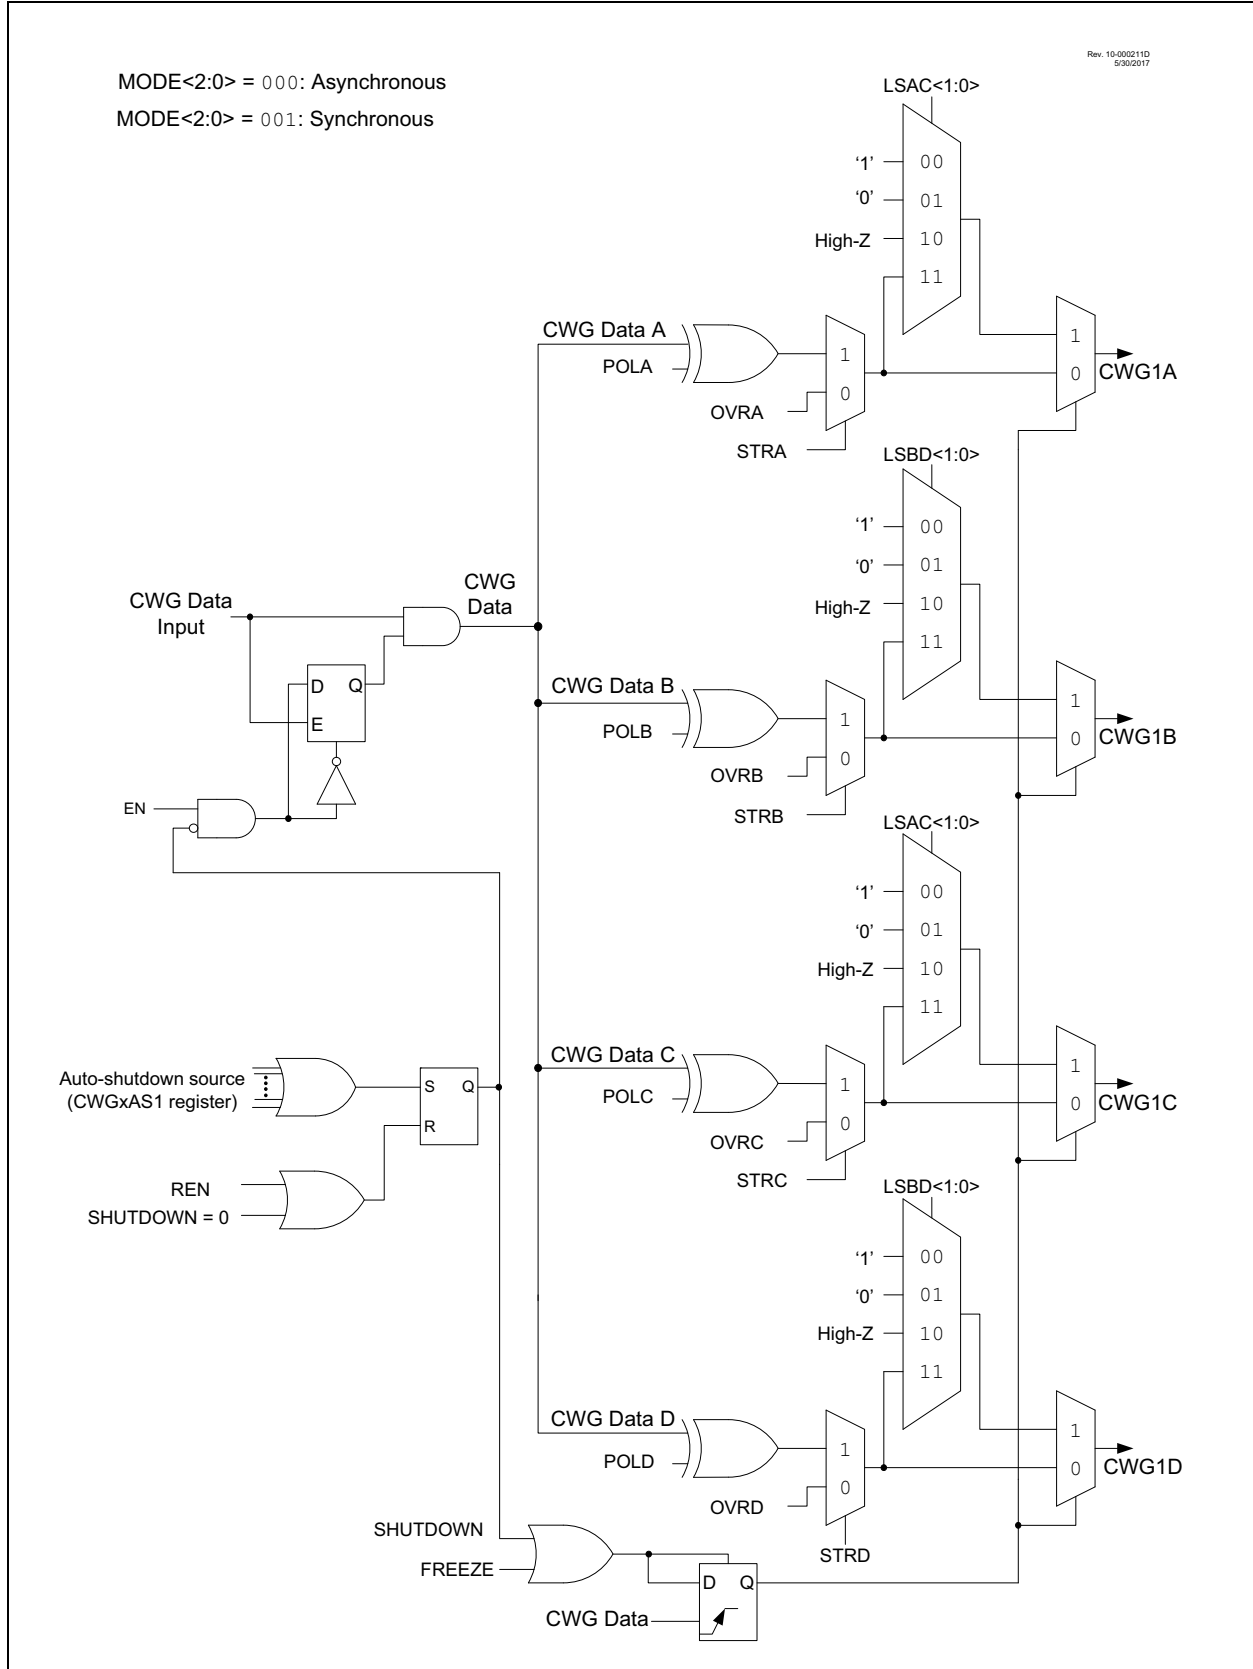 Rev. 10-000211D
5/30/2017
MODE<2:0> = 000: Asynchronous
MODE<2:0> = 001: Synchronous
LSAC<1:0>
‘1’ 00
‘0’ 01
High-Z 10
11
CWG Data A
POLA
1
0
OVRA
STRA
1
0
CWG1A
LSBD<1:0>
‘1’ 00
‘0’ 01
High-Z 10
11
CWG Data
Input
CWG
Data
D Q
E
EN
CWG Data B
POLB
1
0
OVRB
STRB
1
0
CWG1B
LSAC<1:0>
‘1’ 00
‘0’ 01
High-Z 10
11
CWG Data C
POLC
1
0
OVRC
STRC
1
0
CWG1C
Auto-shutdown source
(CWGxAS1 register)
S Q
R
REN
SHUTDOWN = 0
LSBD<1:0>
‘1’ 00
‘0’ 01
High-Z 10
11
CWG Data D
POLD
1
0
OVRD
STRD
1
0
CWG1D
SHUTDOWN
FREEZE
D Q
CWG Data